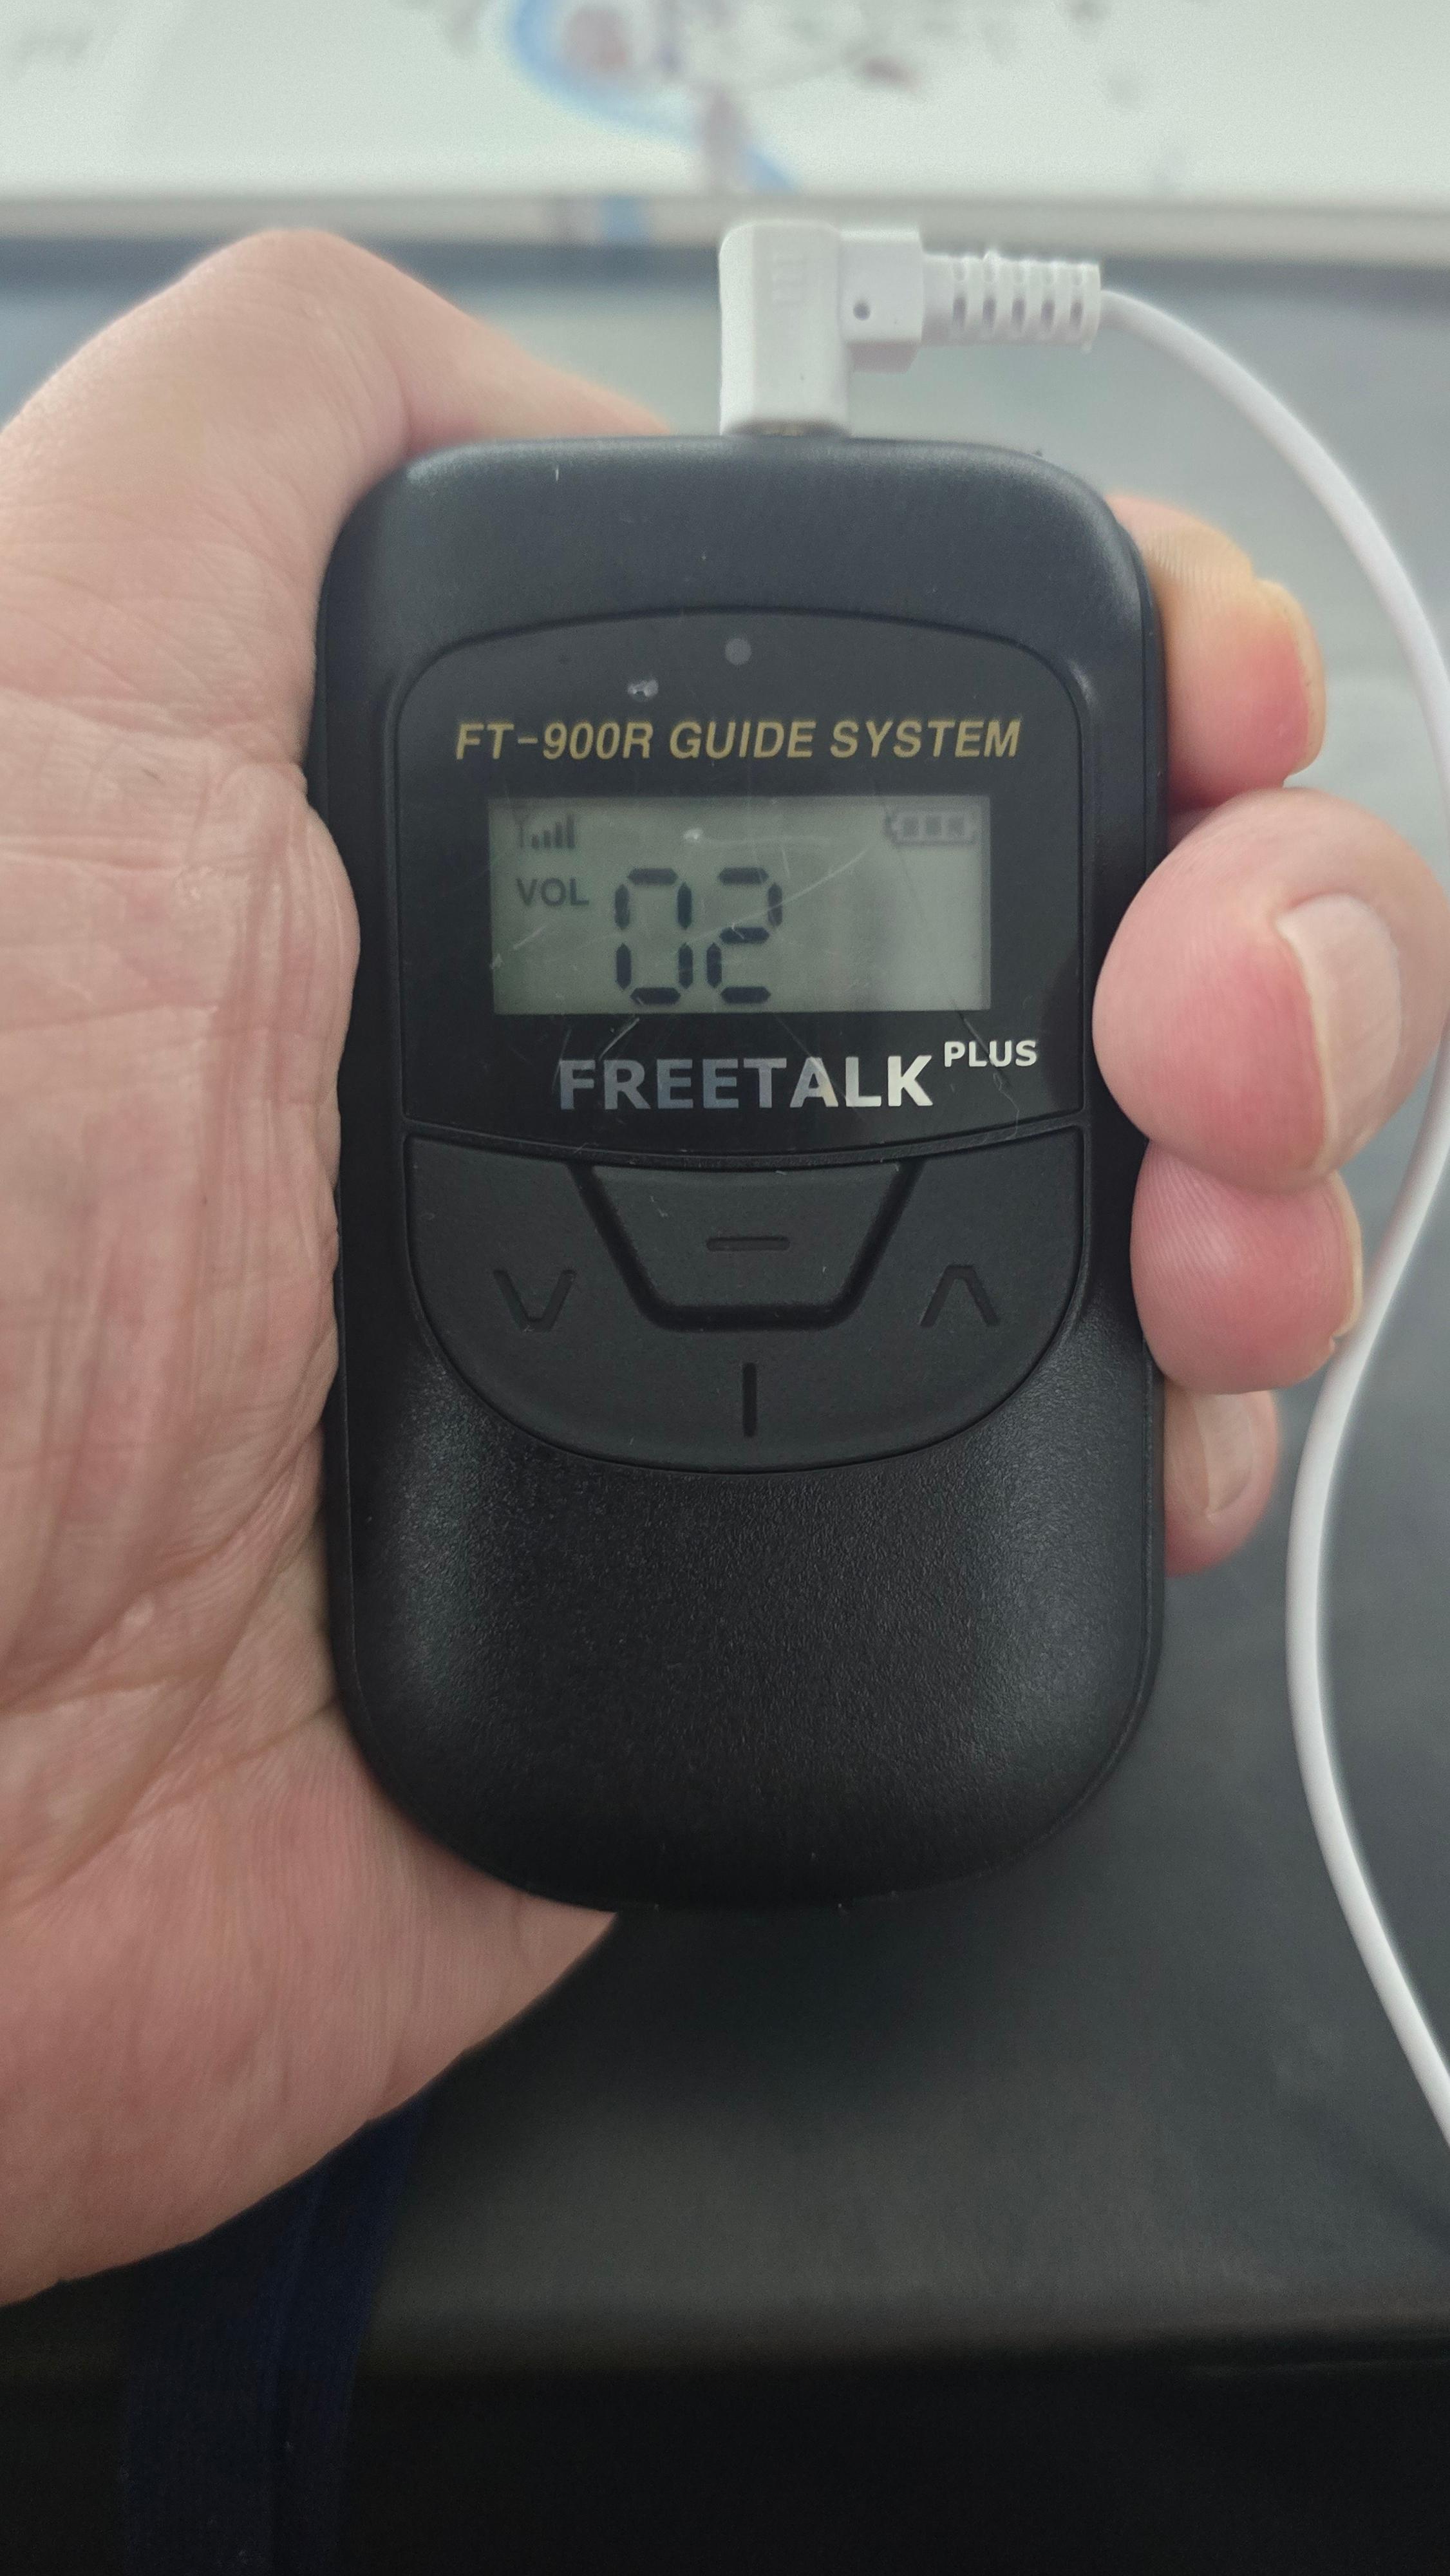 FT-900R GUIDE SYSTEM
VOL 02
FREETALK PLUS